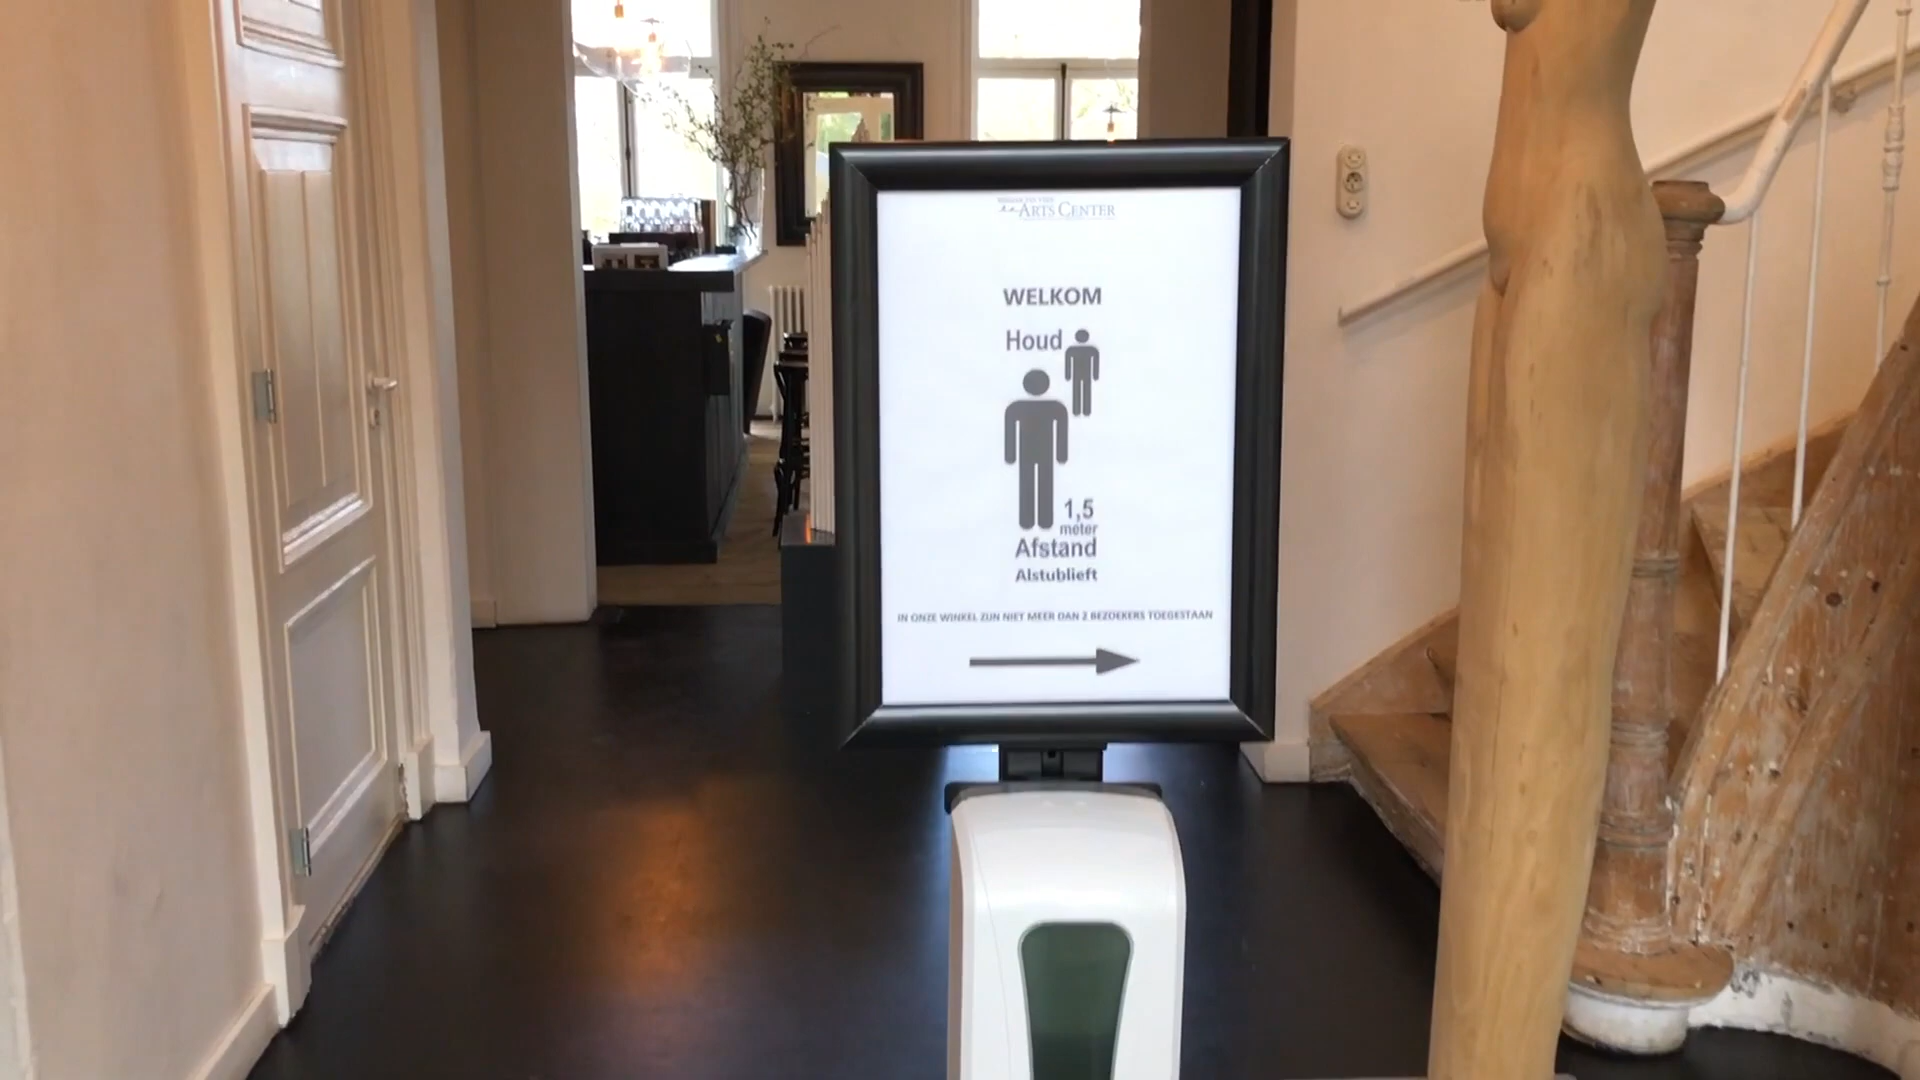 ARTS CENTER
WELKOM
Houd
1,5
meter
Afstand
Alstublieft
IN ONZE WINKEL ZIJN NIET MEER DAN 2 BEZOEKERS TOEGESTAAN